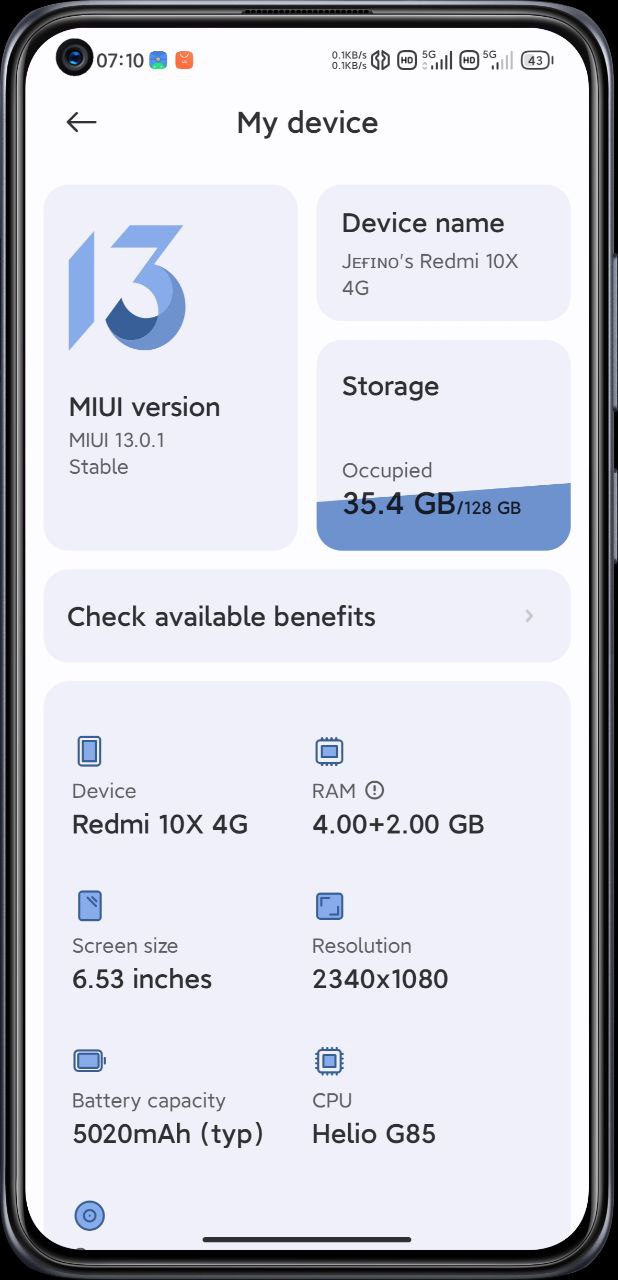 07:10
0.1KB/s
0.1KB/s
HD
5G
HD
5G
43
My device
13
MIUI version
MIUI 13.0.1
Stable
Device name
Jᴇғɪɴᴏ's Redmi 10X
4G
Storage
Occupied
35.4 GB/128 GB
Check available benefits
Device
Redmi 10X 4G
RAM
4.00+2.00 GB
Screen size
6.53 inches
Resolution
2340x1080
Battery capacity
5020mAh (typ)
CPU
Helio G85